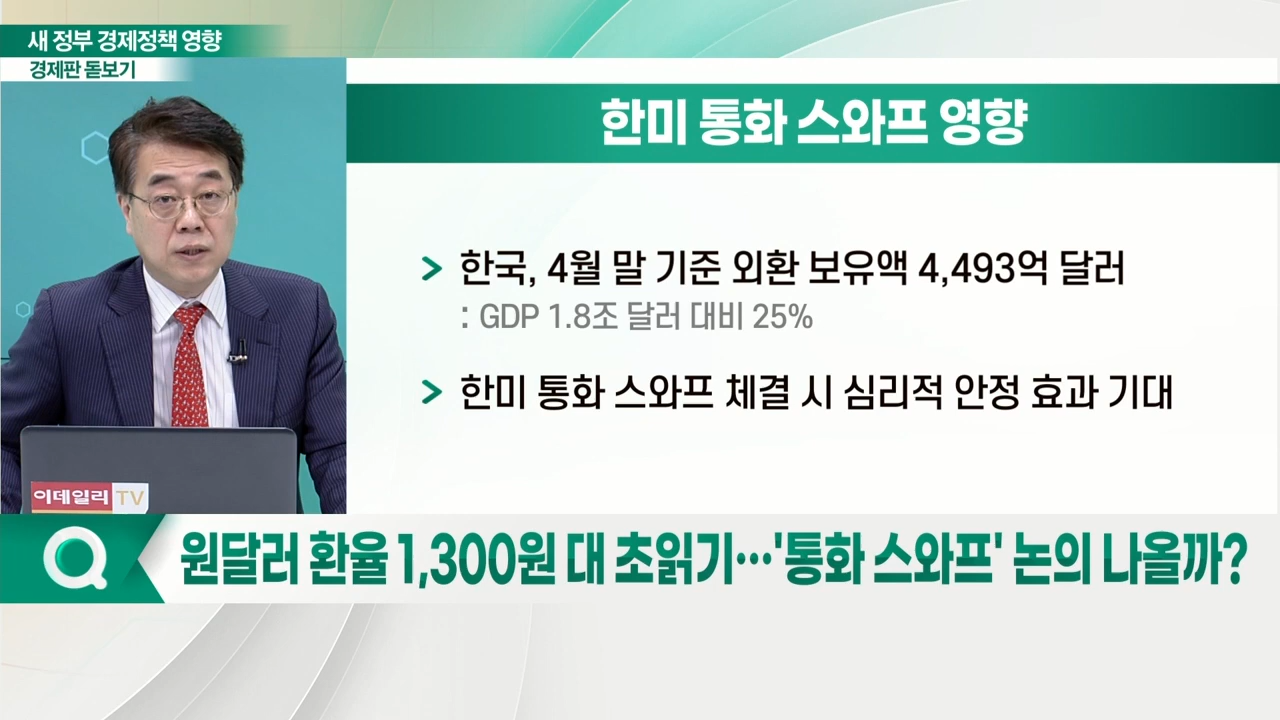 새 정부 경제정책 영향
경제판 돋보기
한미 통화 스와프 영향
> 한국, 4월 말 기준 외환 보유액 4,493억 달러
: GDP 1.8조 달러 대비 25%
> 한미 통화 스와프 체결 시 심리적 안정 효과 기대
이데일리 TV
Q 원달러 환율 1,300원 대 초읽기…'통화 스와프' 논의 나올까?